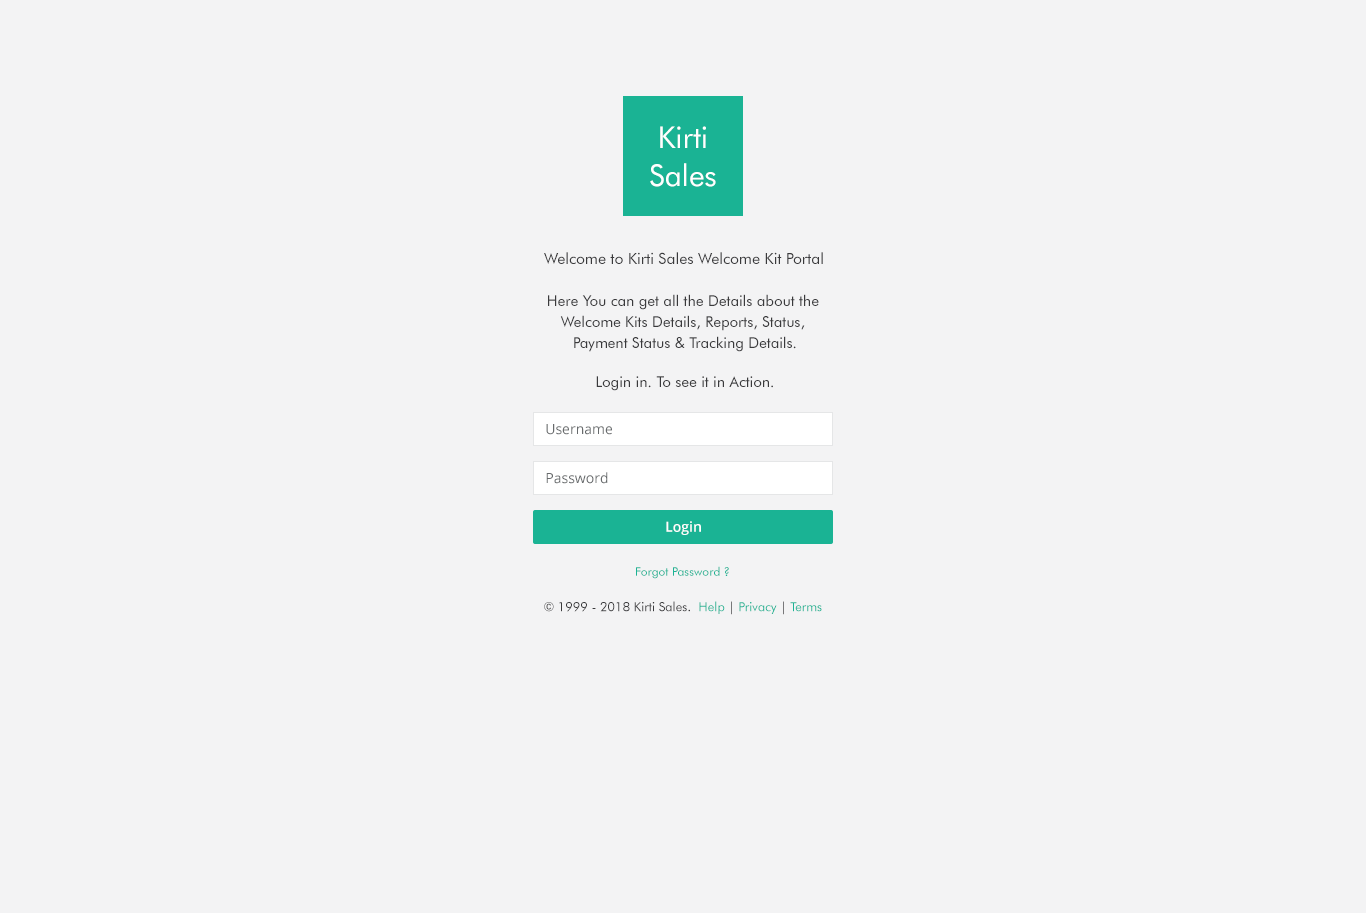 Kirti
Sales
Welcome to Kirti Sales Welcome Kit Portal
Here You can get all the Details about the
Welcome Kits Details, Reports, Status,
Payment Status & Tracking Details.
Login in. To see it in Action.
Username
Password
Login
Forgot Password ?
© 1999 - 2018 Kirti Sales. Help | Privacy | Terms